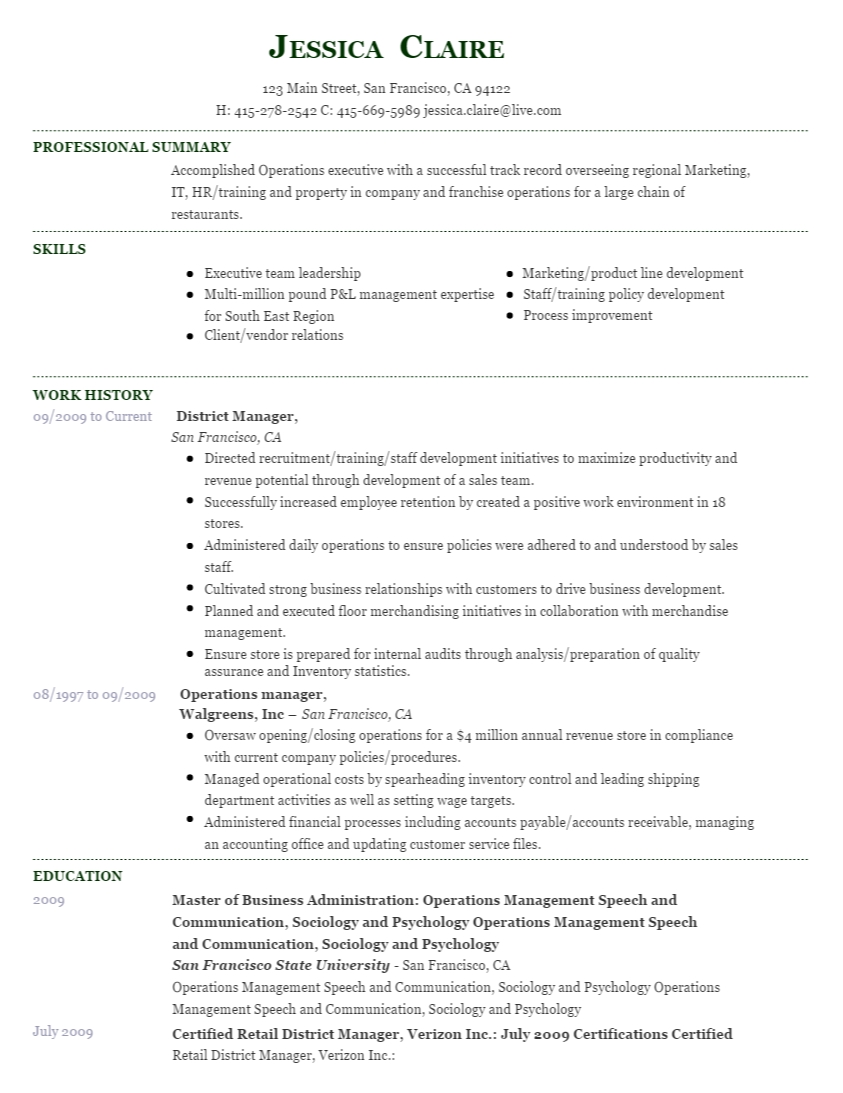 Jessica Claire
123 Main Street, San Francisco, CA 94122
H: 415-278-2542 C: 415-669-5989 jessica.claire@live.com
PROFESSIONAL SUMMARY
Accomplished Operations executive with a successful track record overseeing regional Marketing,
IT, HR/training and property in company and franchise operations for a large chain of
restaurants.
SKILLS
● Executive team leadership
● Multi-million pound P&L management expertise
for South East Region
● Client/vendor relations
● Marketing/product line development
● Staff/training policy development
● Process improvement
WORK HISTORY
09/2009 to Current District Manager,
San Francisco, CA
● Directed recruitment/training/staff development initiatives to maximize productivity and
revenue potential through development of a sales team.
● Successfully increased employee retention by created a positive work environment in 18
stores.
● Administered daily operations to ensure policies were adhered to and understood by sales
staff.
● Cultivated strong business relationships with customers to drive business development.
● Planned and executed floor merchandising initiatives in collaboration with merchandise
management.
● Ensure store is prepared for internal audits through analysis/preparation of quality
assurance and Inventory statistics.
08/1997 to 09/2009 Operations manager,
Walgreens, Inc – San Francisco, CA
● Oversaw opening/closing operations for a $4 million annual revenue store in compliance
with current company policies/procedures.
● Managed operational costs by spearheading inventory control and leading shipping
department activities as well as setting wage targets.
● Administered financial processes including accounts payable/accounts receivable, managing
an accounting office and updating customer service files.
EDUCATION
2009 Master of Business Administration: Operations Management Speech and
Communication, Sociology and Psychology Operations Management Speech
and Communication, Sociology and Psychology
San Francisco State University - San Francisco, CA
Operations Management Speech and Communication, Sociology and Psychology Operations
Management Speech and Communication, Sociology and Psychology
July 2009 Certified Retail District Manager, Verizon Inc.: July 2009 Certifications Certified
Retail District Manager, Verizon Inc.: